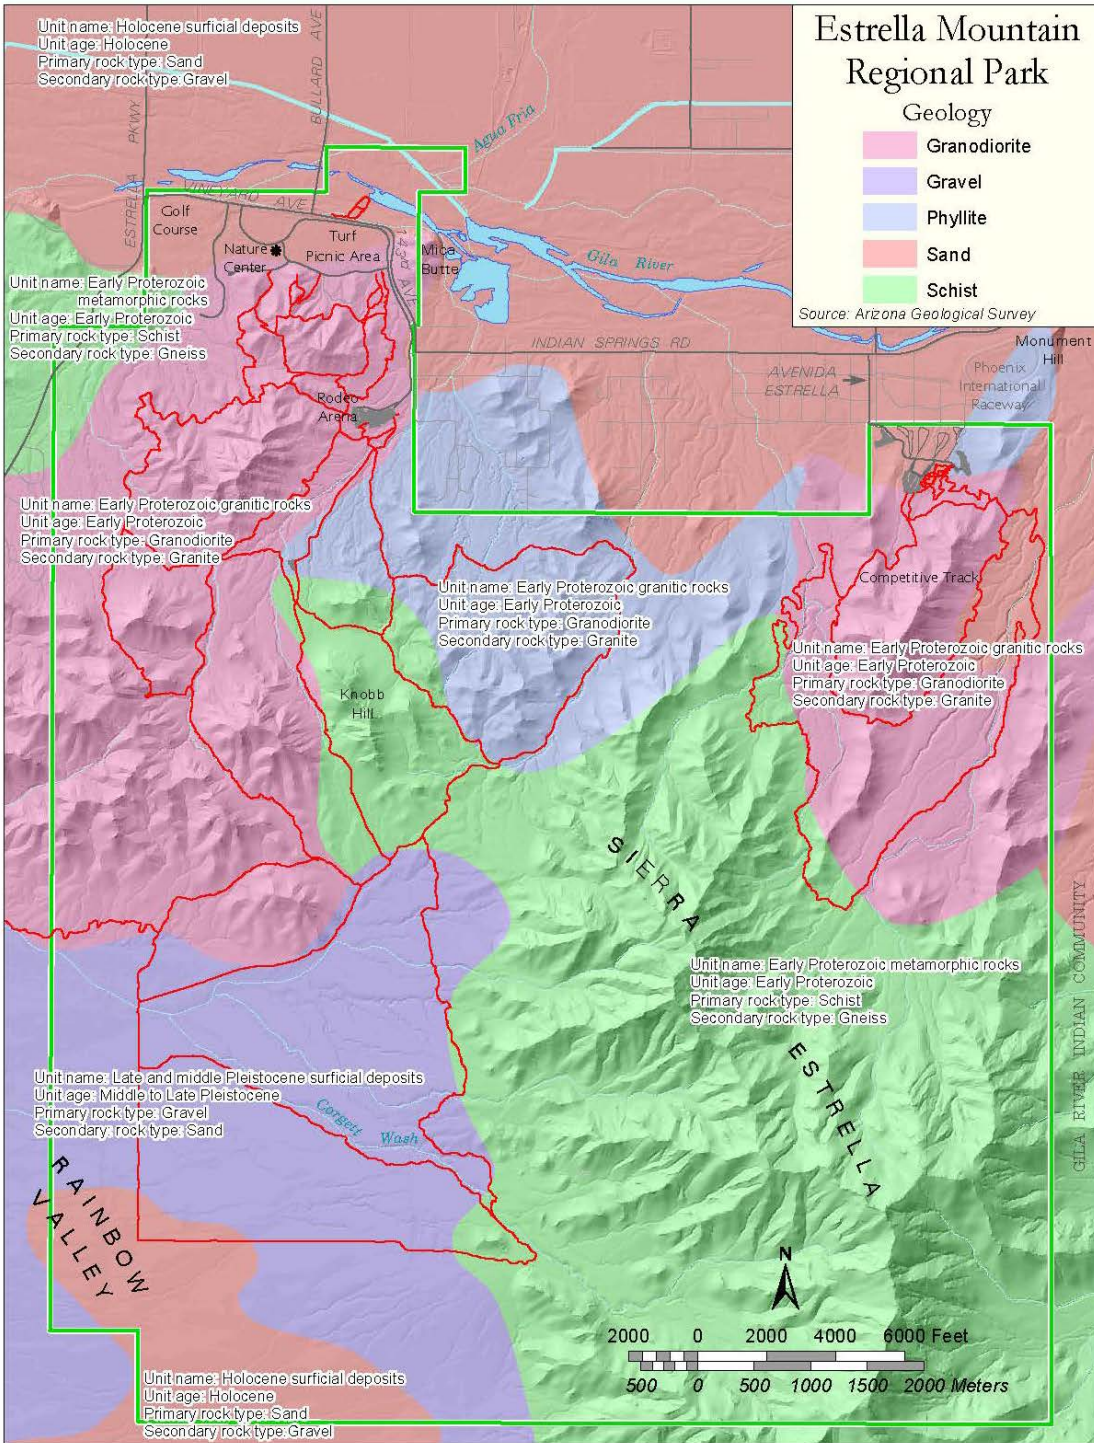 Unit name: Holocene surficial deposits
Unit age: Holocene
Primary rock type: Sand
Secondary rock type: Gravel
Estrella Mountain
Regional Park
Geology
Granodiorite
Gravel
Phyllite
Sand
Schist
Source: Arizona Geological Survey
ESTRELLA PKWY
BULLARD AVE
Agua Fria
VINEYARD AVE
Golf
Course
Nature
Center
Turf
Picnic Area
Mica
Butte
Gila River
Unit name: Early Proterozoic
metamorphic rocks
Unit age: Early Proterozoic
Primary rock type: Schist
Secondary rock type: Gneiss
INDIAN SPRINGS RD
AVENIDA
ESTRELLA
Monument
Hill
Phoenix
International
Raceway
Rodeo
Arena
Unit name: Early Proterozoic granitic rocks
Unit age: Early Proterozoic
Primary rock type: Granodiorite
Secondary rock type: Granite
Unit name: Early Proterozoic granitic rocks
Unit age: Early Proterozoic
Primary rock type: Granodiorite
Secondary rock type: Granite
Competitive Track
Unit name: Early Proterozoic granitic rocks
Unit age: Early Proterozoic
Primary rock type: Granodiorite
Secondary rock type: Granite
Knobb
Hill
SIERRA
ESTRELLA
Unit name: Early Proterozoic metamorphic rocks
Unit age: Early Proterozoic
Primary rock type: Schist
Secondary rock type: Gneiss
GILA RIVER INDIAN COMMUNITY
Unit name: Late and middle Pleistocene surficial deposits
Unit age: Middle to Late Pleistocene
Primary rock type: Gravel
Secondary rock type: Sand
Corgett Wash
RAINBOW
VALLEY
N
2000 0 2000 4000 6000 Feet
500 0 500 1000 1500 2000 Meters
Unit name: Holocene surficial deposits
Unit age: Holocene
Primary rock type: Sand
Secondary rock type: Gravel